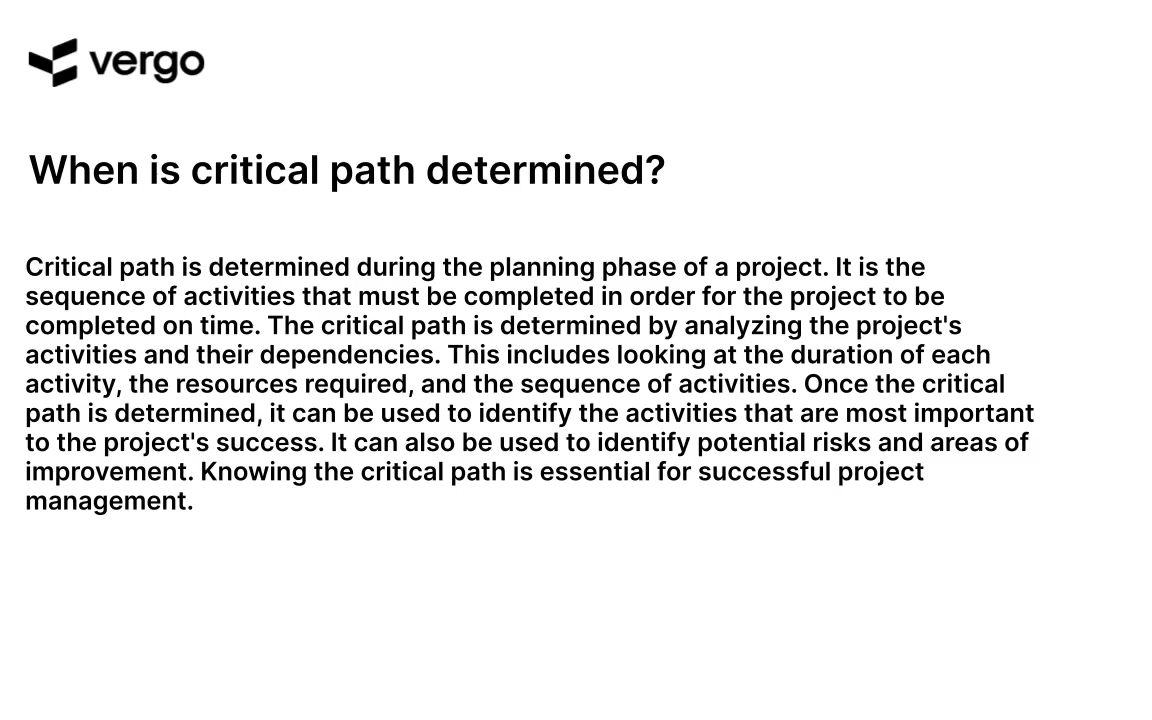 vergo
When is critical path determined?
Critical path is determined during the planning phase of a project. It is the
sequence of activities that must be completed in order for the project to be
completed on time. The critical path is determined by analyzing the project's
activities and their dependencies. This includes looking at the duration of each
activity, the resources required, and the sequence of activities. Once the critical
path is determined, it can be used to identify the activities that are most important
to the project's success. It can also be used to identify potential risks and areas of
improvement. Knowing the critical path is essential for successful project
management.